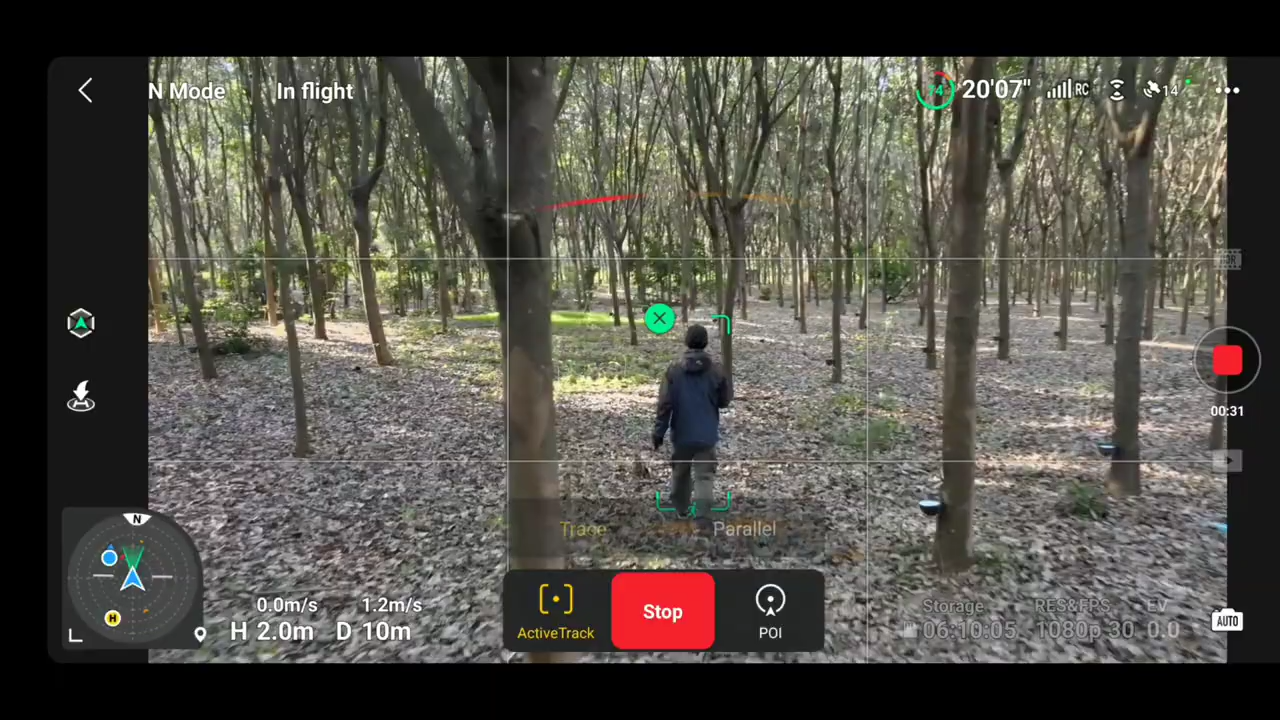 N Mode In flight 74 20'07" RC 14
00:31
Trace Parallel
N
H
0.0m/s 1.2m/s
H 2.0m D 10m
ActiveTrack Stop POI
Storage RES&FPS EV
06:10:05 1080p 30 0.0
AUTO